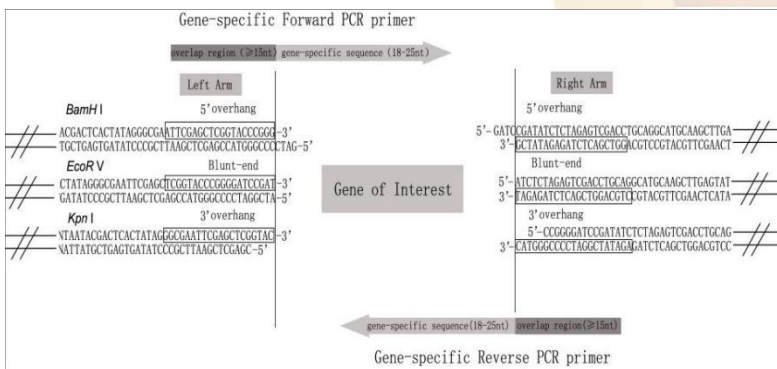 Gene-specific Forward PCR primer
overlap region (≥15nt) gene-specific sequence (18-25nt)
Left Arm
Right Arm
BamH I
5'overhang
5'overhang
ACGACTCACTATAGGGCGAATTCGAGCTCGGTACCCGGG-3'
TGCTGAGTGATATCCCGCTTAAGCTCGAGCCATGGGCCCCTAG-5'
5'-GATCCGATATCTCTAGAGTCGACCTGCAGGCATGCAAGCTTGA
3'-GCTATAGAGATCTCAGCTGGACGTCCGTACGTTCGAACT
EcoR V
Blunt-end
Blunt-end
CTATAGGGCGAATTCGAGCTCGGTACCCGGGGATCCGAT-3'
GATATCCCGCTTAAGCTCGAGCCATGGGCCCCTAGGCTA-5'
Gene of Interest
5'-ATCTCTAGAGTCGACCTGCAGGCATGCAAGCTTGAGTAT
3'-TAGAGATCTCAGCTGGACGTCCGTACGTTCGAACTCATA
Kpn I
3'overhang
3'overhang
NTAATACGACTCACTATAGGGCGAATTCGAGCTCGGTAC-3'
NATTATGCTGAGTGATATCCCGCTTAAGCTCGAGC-5'
5'-CCGGGGATCCGATATCTCTAGAGTCGACCTGCAG
3'-CATGGGCCCCTAGGCTATAGAGATCTCAGCTGGACGTCC
gene-specific sequence(18-25nt) overlap region(≥15nt)
Gene-specific Reverse PCR primer